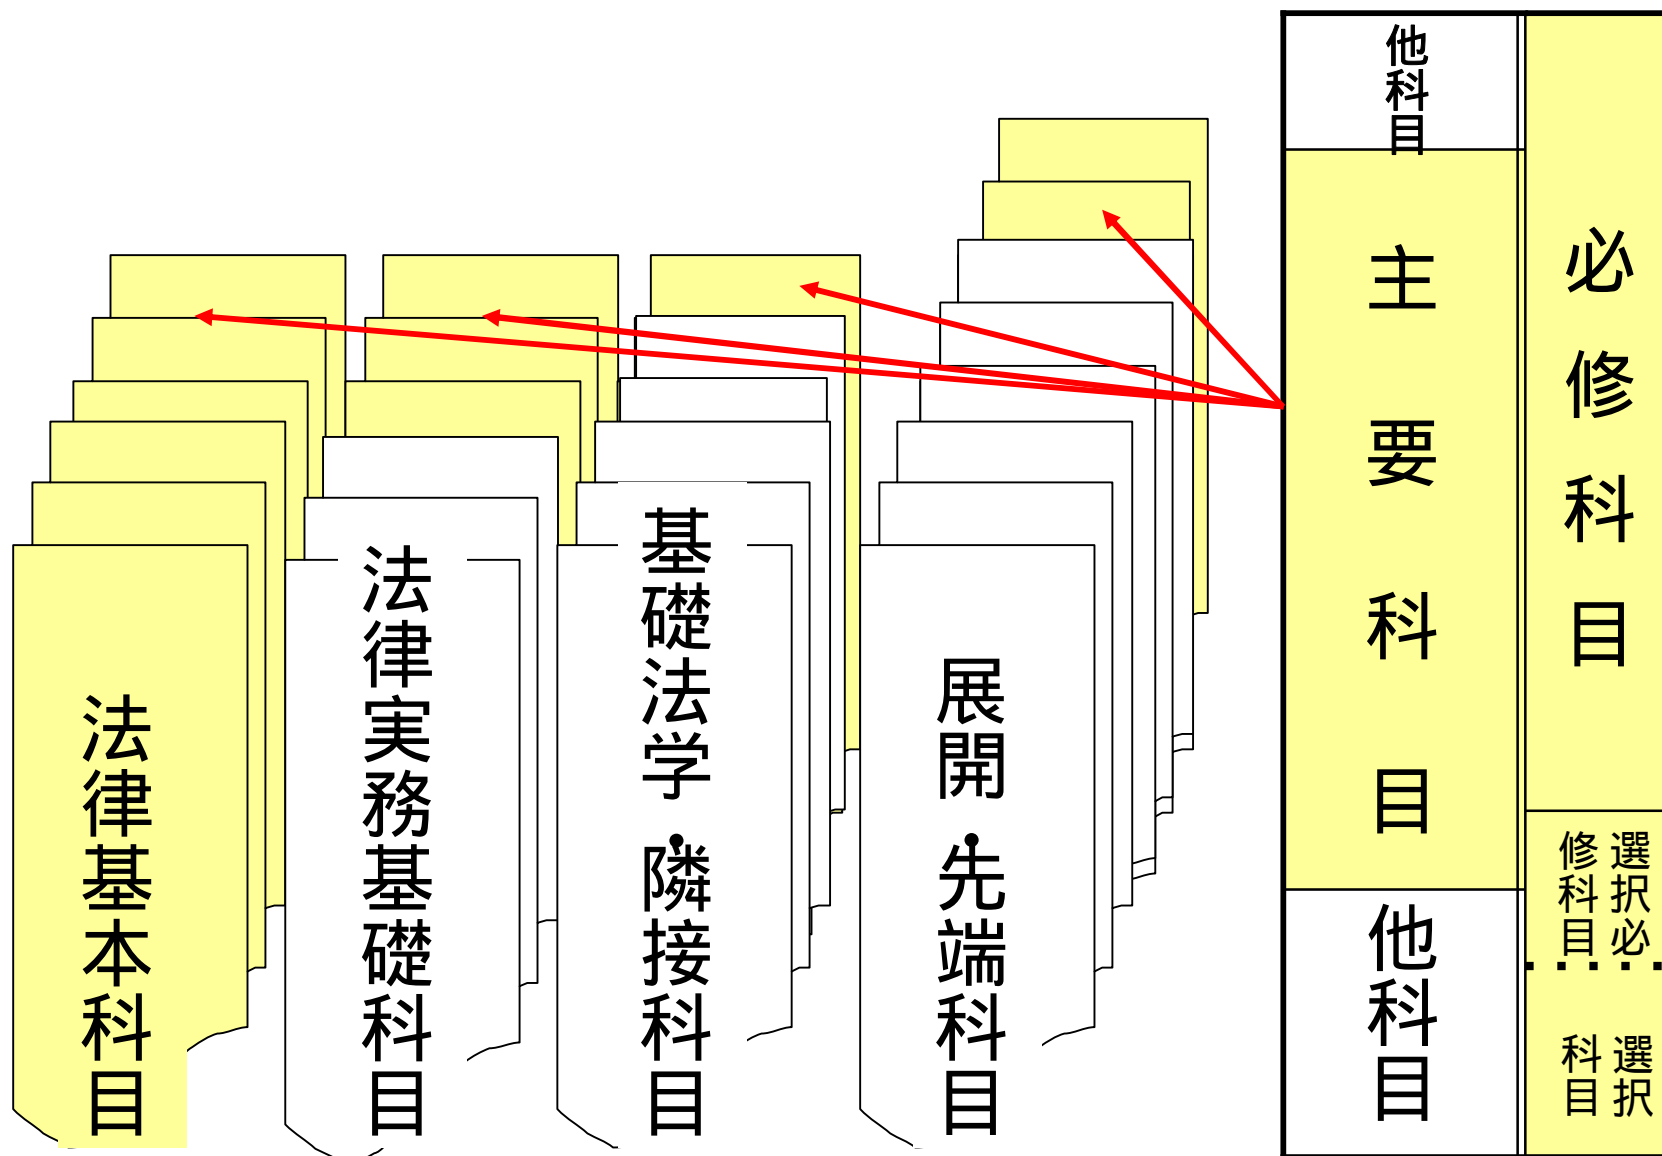 法律基本科目
法律実務基礎科目
基礎法学・隣接科目
展開・先端科目
他科目
主要科目
他科目
必修科目
選択必
修科目
選択
科目